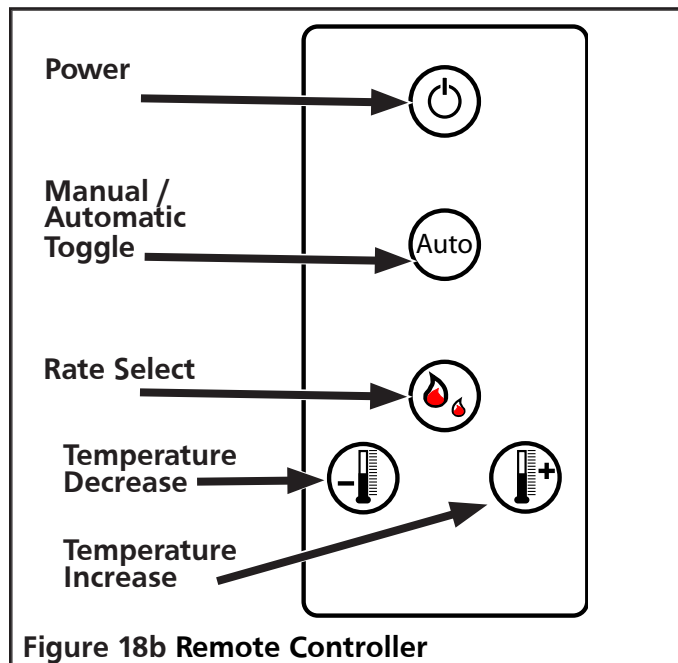 Power
Manual /
Automatic
Toggle
Auto
Rate Select
Temperature
Decrease
Temperature
Increase
Figure 18b Remote Controller